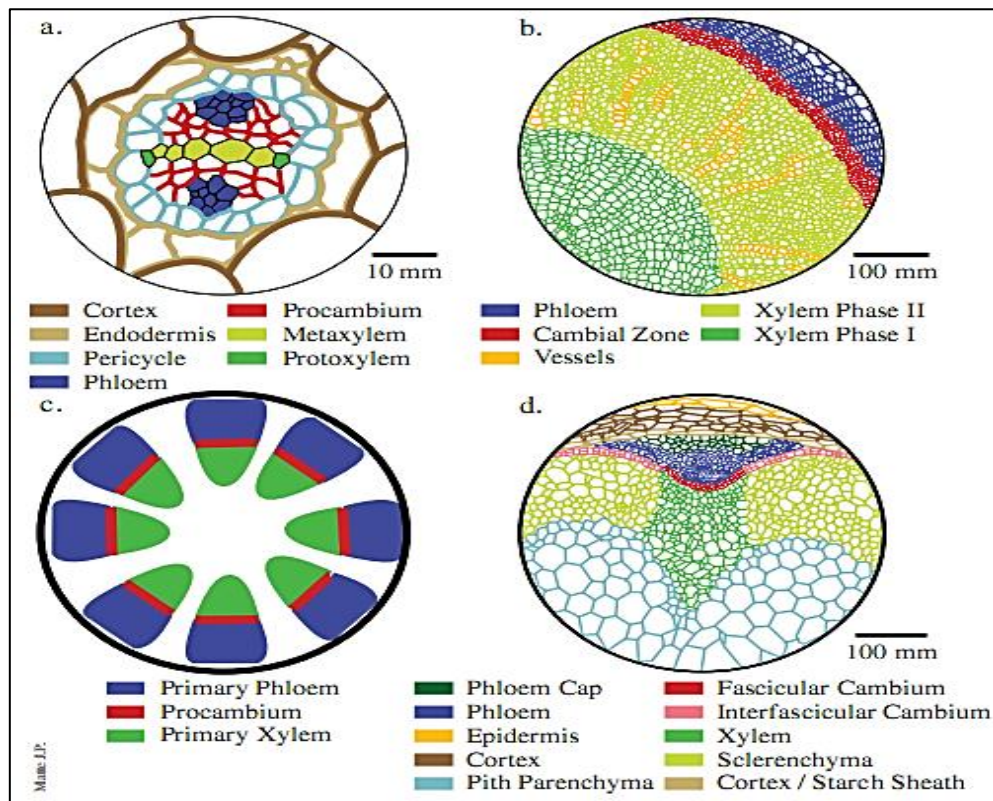 a.
b.
10 mm
100 mm
Cortex
Procambium
Endodermis
Metaxylem
Pericycle
Protoxylem
Phloem
Phloem
Xylem Phase II
Cambial Zone
Xylem Phase I
Vessels
c.
d.
100 mm
Primary Phloem
Procambium
Primary Xylem
Phloem Cap
Fascicular Cambium
Phloem
Interfascicular Cambium
Epidermis
Xylem
Cortex
Sclerenchyma
Pith Parenchyma
Cortex / Starch Sheath